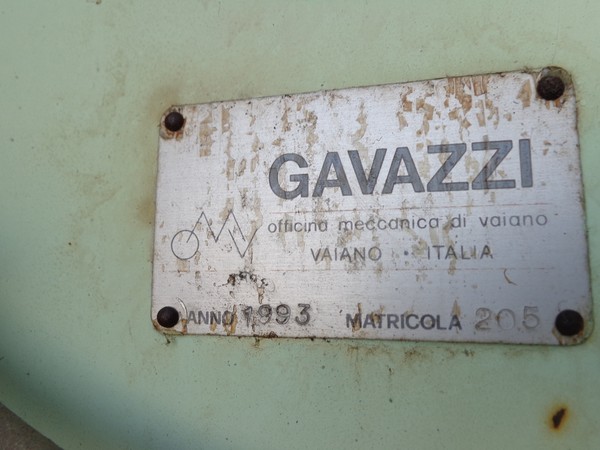 GAVAZZI
officina meccanica di vaiano
VAIANO · ITALIA
ANNO 1993 MATRICOLA 205